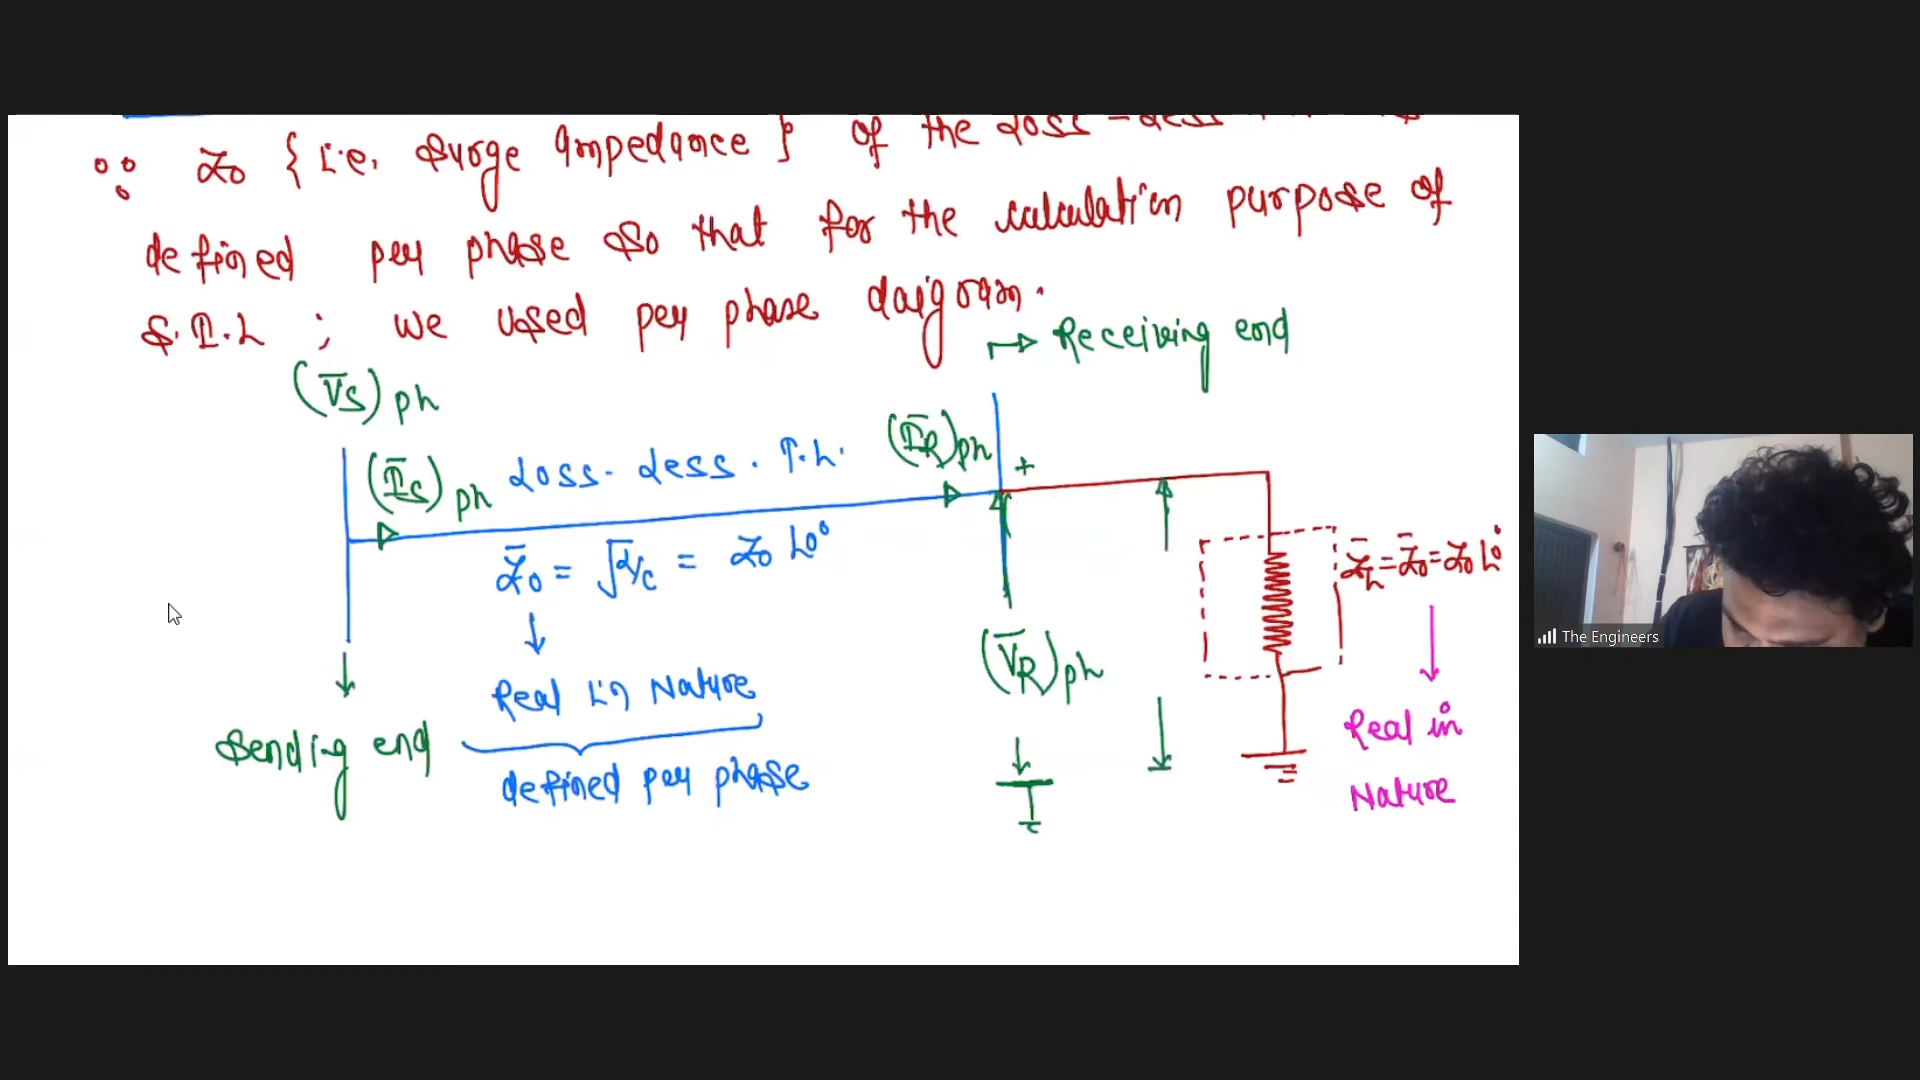 ∵ Z0 {i.e. Surge Impedance} of the Loss-Less
defined per phase so that for the calculation purpose of
S.I.L ; we used per phase daigram.
→ Receiving end
(V̅S)ph
(I̅S)ph Loss-Less. T.L. (I̅R)ph +
Z̅0 = √L/C = Z0 ∠0°
Z̅L = Z̅0 = Z0 ∠0°
Real in Nature
(V̅R)ph
Real in
Nature
Sending end
defined per phase
The Engineers